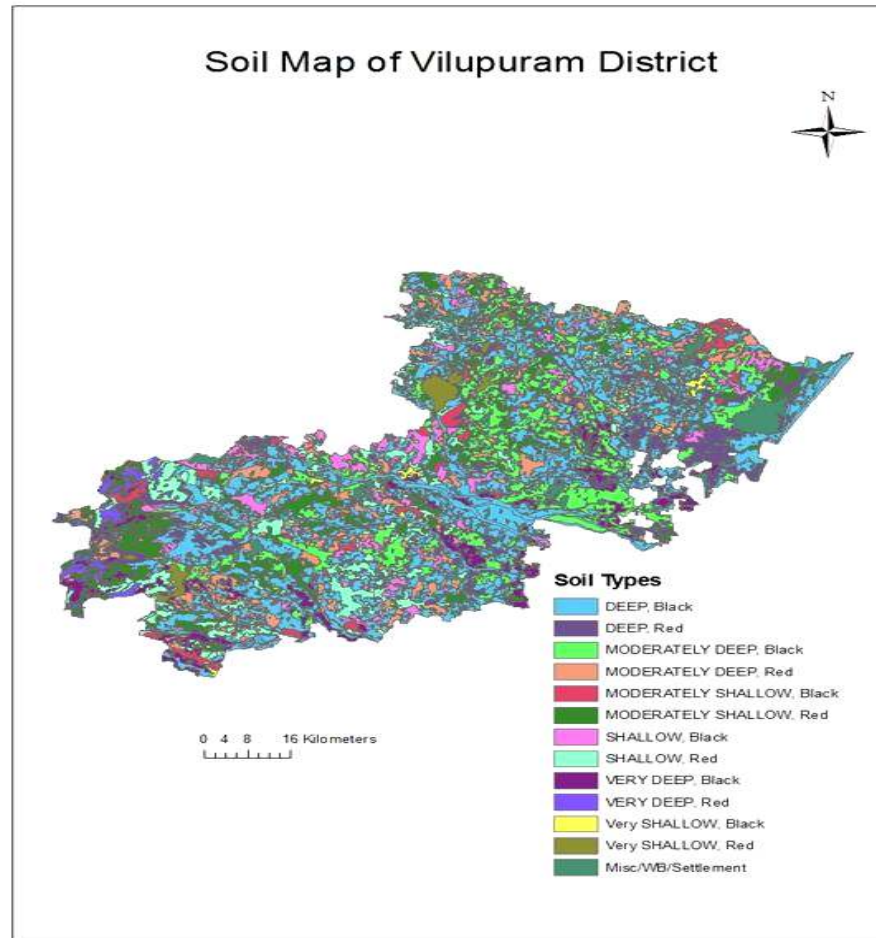 Soil Map of Vilupuram District
N
Soil Types
DEEP, Black
DEEP, Red
MODERATELY DEEP, Black
MODERATELY DEEP, Red
MODERATELY SHALLOW, Black
MODERATELY SHALLOW, Red
SHALLOW, Black
SHALLOW, Red
VERY DEEP, Black
VERY DEEP, Red
Very SHALLOW, Black
Very SHALLOW, Red
Misc/WB/Settlement
0 4 8 16 Kilometers